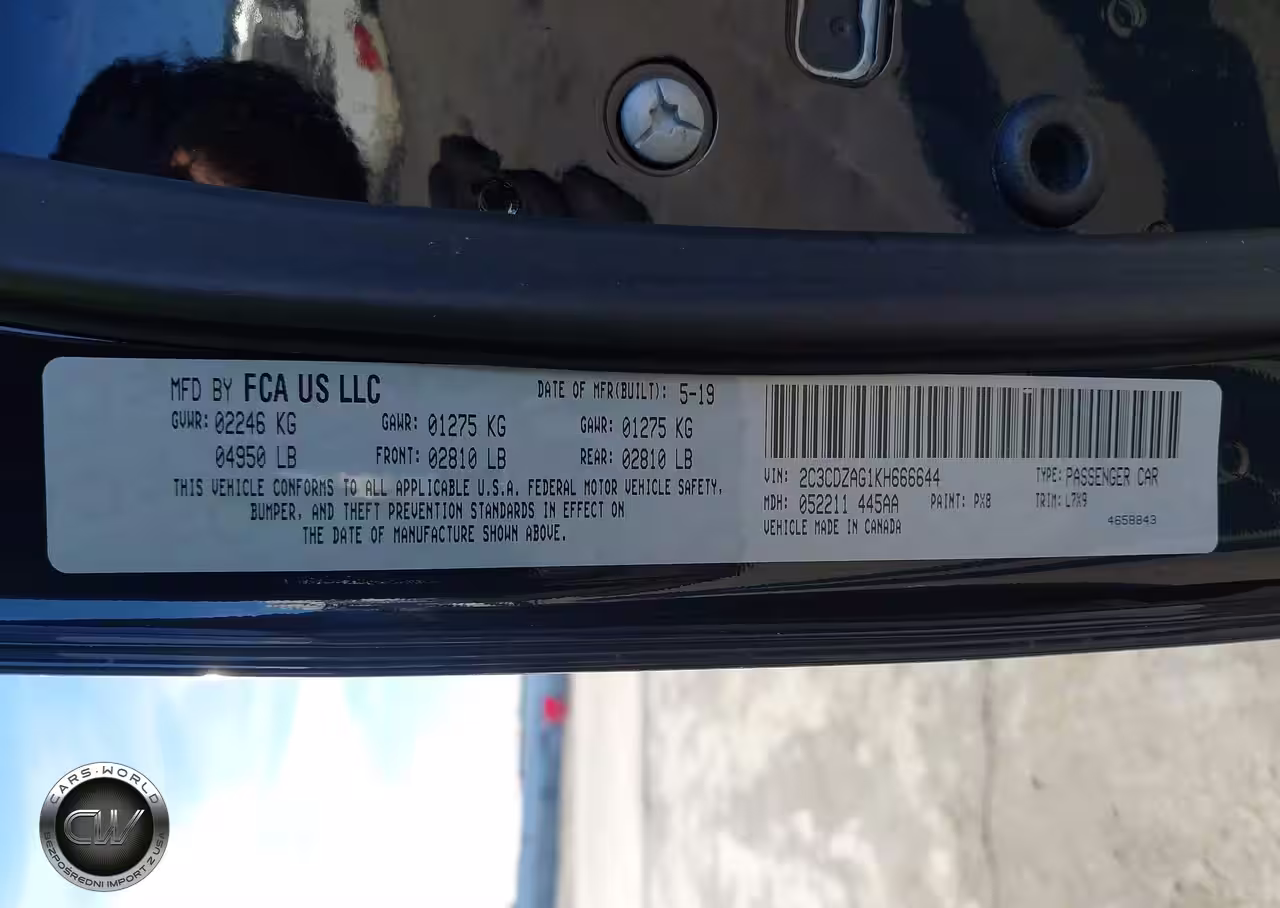 MFD BY FCA US LLC DATE OF MFR(BUILT): 5-19
GVWR: 02246 KG GAWR: 01275 KG GAWR: 01275 KG
04950 LB FRONT: 02810 LB REAR: 02810 LB
THIS VEHICLE CONFORMS TO ALL APPLICABLE U.S.A. FEDERAL MOTOR VEHICLE SAFETY,
BUMPER, AND THEFT PREVENTION STANDARDS IN EFFECT ON
THE DATE OF MANUFACTURE SHOWN ABOVE.
VIN: 2C3CDZAG1KH666644 TYPE: PASSENGER CAR
MDH: 052211 445AA PAINT: PX8 TRIM: L7X9
VEHICLE MADE IN CANADA 4658843
CARS-WORLD
CW
BEZPOŚREDNI IMPORT Z USA